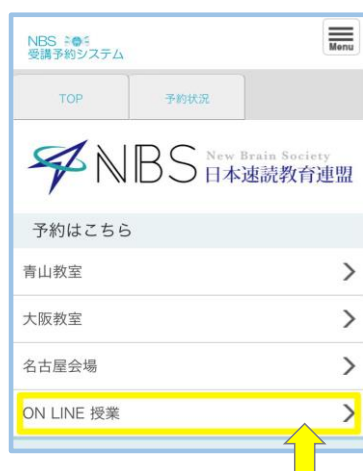 NBS
受講予約システム
Menu
TOP
予約状況
NBS
New Brain Society
日本速読教育連盟
予約はこちら
青山教室
大阪教室
名古屋会場
ON LINE 授業